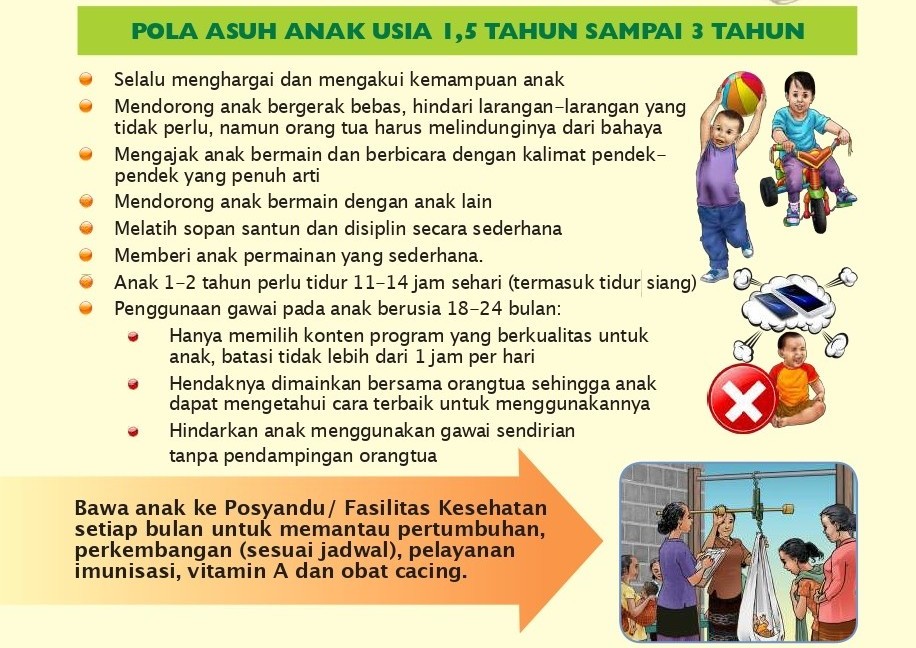 POLA ASUH ANAK USIA 1,5 TAHUN SAMPAI 3 TAHUN
Selalu menghargai dan mengakui kemampuan anak
Mendorong anak bergerak bebas, hindari larangan-larangan yang
tidak perlu, namun orang tua harus melindunginya dari bahaya
Mengajak anak bermain dan berbicara dengan kalimat pendek-
pendek yang penuh arti
Mendorong anak bermain dengan anak lain
Melatih sopan santun dan disiplin secara sederhana
Memberi anak permainan yang sederhana.
Anak 1-2 tahun perlu tidur 11-14 jam sehari (termasuk tidur siang)
Penggunaan gawai pada anak berusia 18-24 bulan:
Hanya memilih konten program yang berkualitas untuk
anak, batasi tidak lebih dari 1 jam per hari
Hendaknya dimainkan bersama orangtua sehingga anak
dapat mengetahui cara terbaik untuk menggunakannya
Hindarkan anak menggunakan gawai sendirian
tanpa pendampingan orangtua
Bawa anak ke Posyandu/ Fasilitas Kesehatan
setiap bulan untuk memantau pertumbuhan,
perkembangan (sesuai jadwal), pelayanan
imunisasi, vitamin A dan obat cacing.